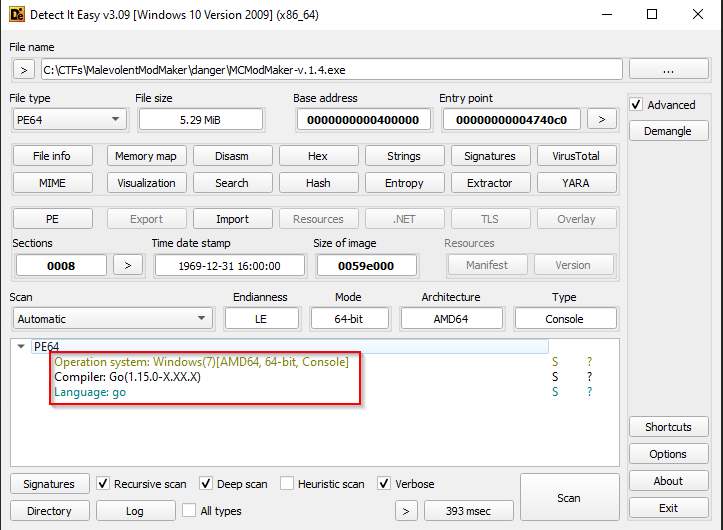 Detect It Easy v3.09 [Windows 10 Version 2009] (x86_64)
File name
> C:\CTFs\MalevolentModMaker\danger\MCModMaker-v.1.4.exe ...
File type File size Base address Entry point
PE64 5.29 MiB 0000000000400000 00000000004740c0 >
Advanced
Demangle
File info Memory map Disasm Hex Strings Signatures VirusTotal
MIME Visualization Search Hash Entropy Extractor YARA
PE Export Import Resources .NET TLS Overlay
Sections Time date stamp Size of image Resources
0008 > 1969-12-31 16:00:00 0059e000 Manifest Version
Scan Endianness Mode Architecture Type
Automatic LE 64-bit AMD64 Console
PE64
Operation system: Windows(7)[AMD64, 64-bit, Console] S ?
Compiler: Go(1.15.0-X.XX.X) S ?
Language: go S ?
Shortcuts
Options
About
Exit
Signatures Recursive scan Deep scan Heuristic scan Verbose
Directory Log All types > 393 msec Scan